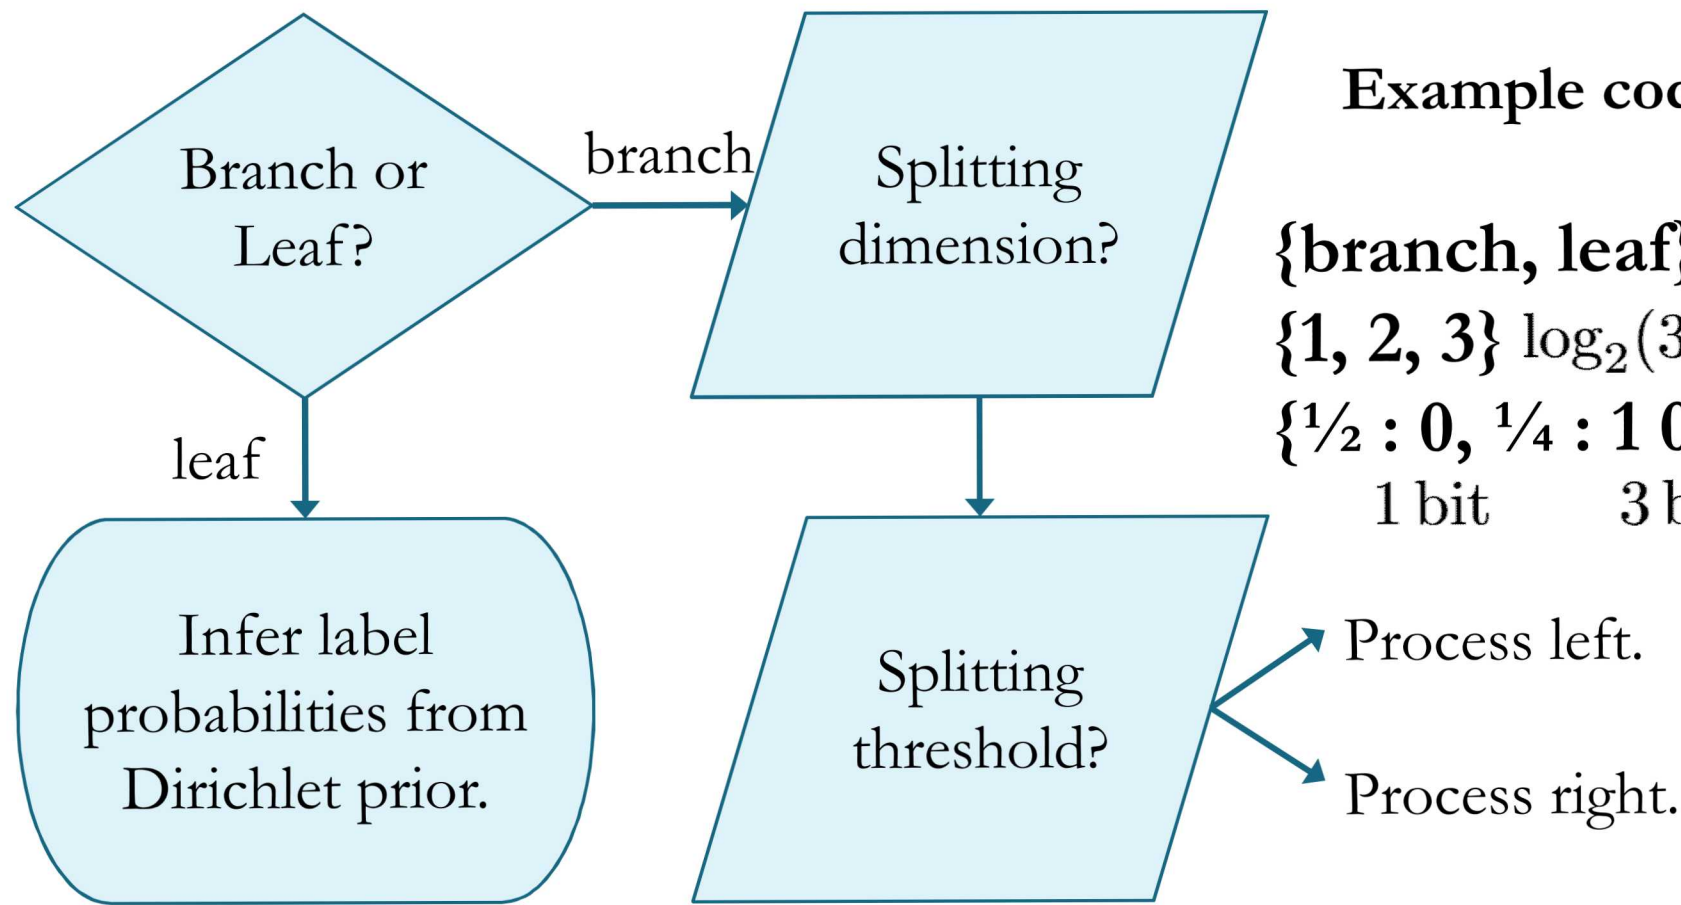 Branch or
Leaf?
branch
Splitting
dimension?
leaf
Infer label
probabilities from
Dirichlet prior.
Splitting
threshold?
Process left.
Process right.
Example
{branch, leaf}
{1, 2, 3} log₂(3
{½ : 0, ¼ : 1 0
1 bit 3